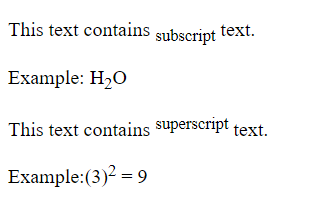 This text contains subscript text.
Example: H₂O
This text contains superscript text.
Example:(3)² = 9